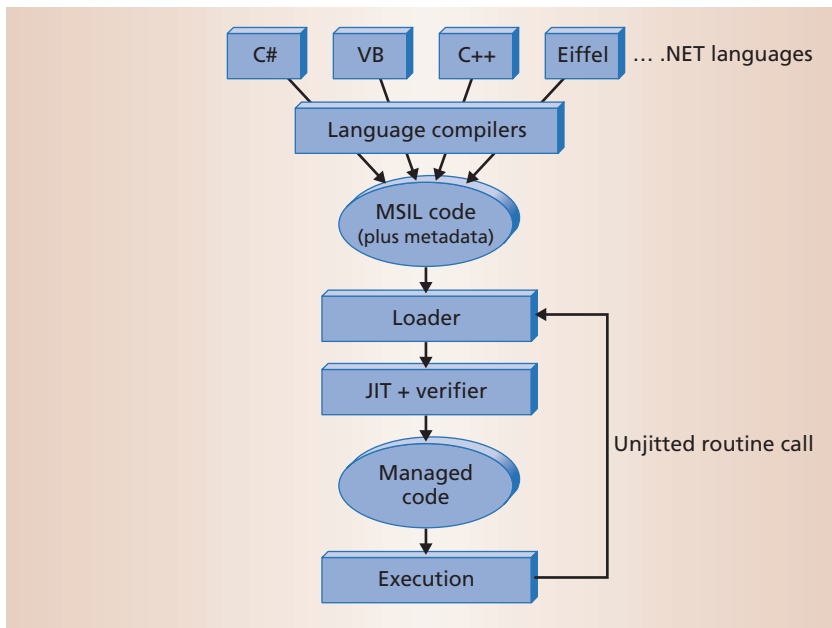 C# VB C++ Eiffel … .NET languages
Language compilers
MSIL code
(plus metadata)
Loader
JIT + verifier
Unjitted routine call
Managed
code
Execution